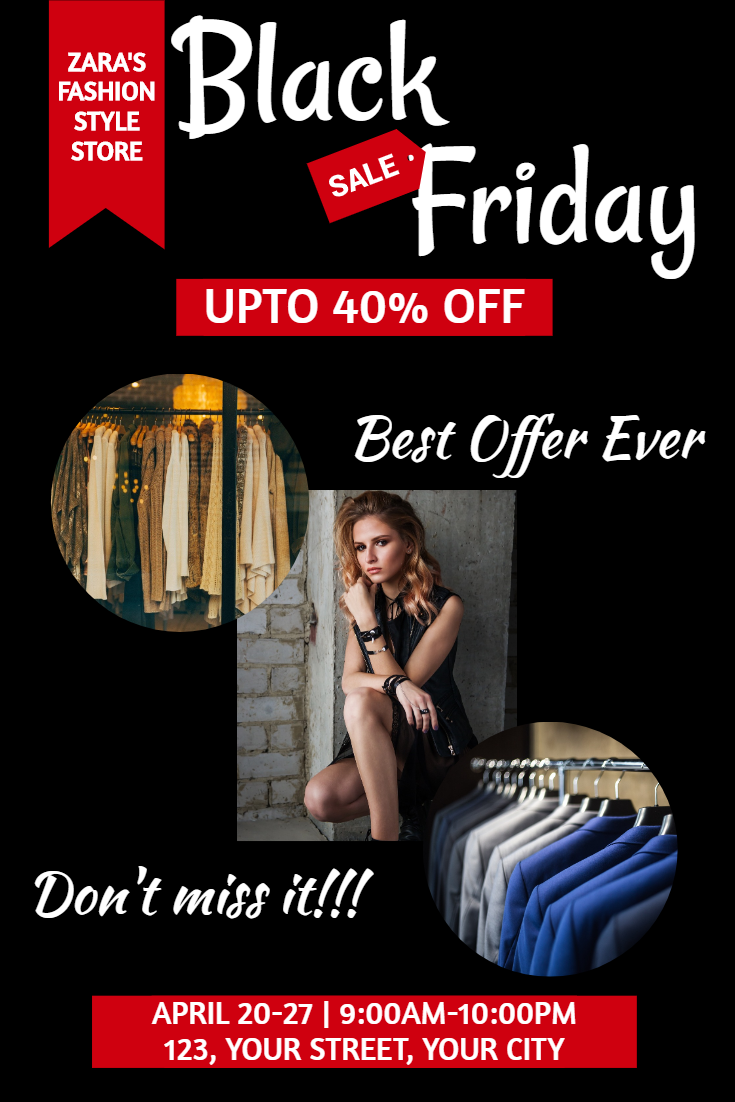 ZARA'S
FASHION
STYLE
STORE
Black
SALE
Friday
UPTO 40% OFF
Best Offer Ever
Don't miss it!!!
APRIL 20-27 | 9:00AM-10:00PM
123, YOUR STREET, YOUR CITY